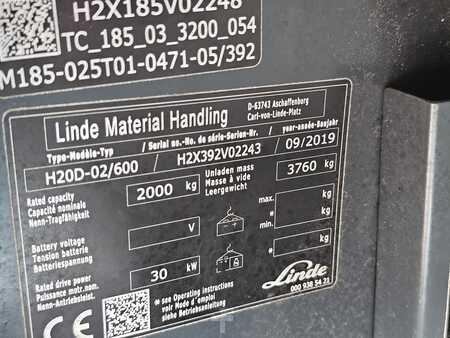 H2X185V02248
TC_185_03_3200_054
M185-025T01-0471-05/392
Linde Material Handling
D-63743 Aschaffenburg
Carl-von-Linde-Platz
Type-Modèle-Typ / Serial no.-No. de série-Serien-Nr. / year-année-Baujahr
H20D-02/600 / H2X392V02243 / 09/2019
Rated capacity
Capacité nominale
Nenn-Tragfähigkeit
2000 kg
Unladen mass
Masse à vide
Leergewicht
3760 kg
Battery voltage
Tension batterie
Batteriespannung
V
max.
* kg
min.
* kg
Rated drive power
Puissance motr.nom.
Nenn-Antriebsleist.
30 kW
* kg
* see Operating instructions
voir Mode d'emploi
siehe Betriebsanleitung
Linde
000 938 54 21
CE